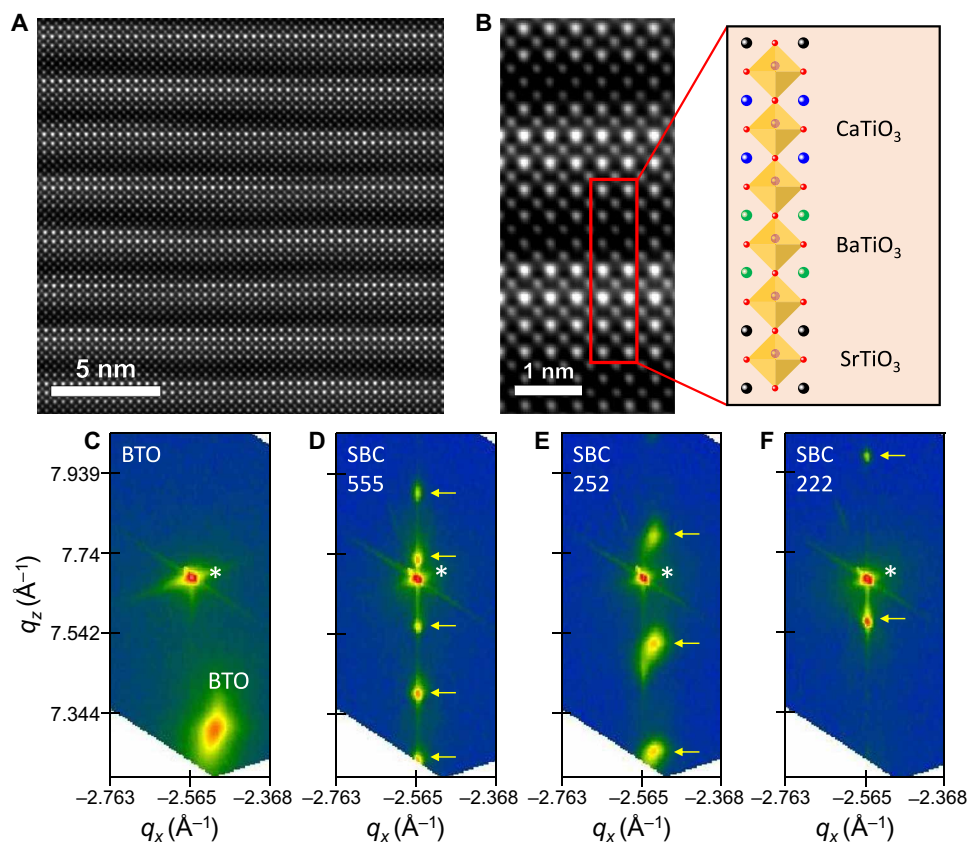 A
5 nm
B
1 nm
CaTiO₃
BaTiO₃
SrTiO₃
C
BTO
*
BTO
7.939
7.74
7.542
7.344
qz (Å⁻¹)
−2.763 −2.565 −2.368
qx (Å⁻¹)
D
SBC
555
*
−2.763 −2.565 −2.368
qx (Å⁻¹)
E
SBC
252
*
−2.763 −2.565 −2.368
qx (Å⁻¹)
F
SBC
222
*
−2.763 −2.565 −2.368
qx (Å⁻¹)